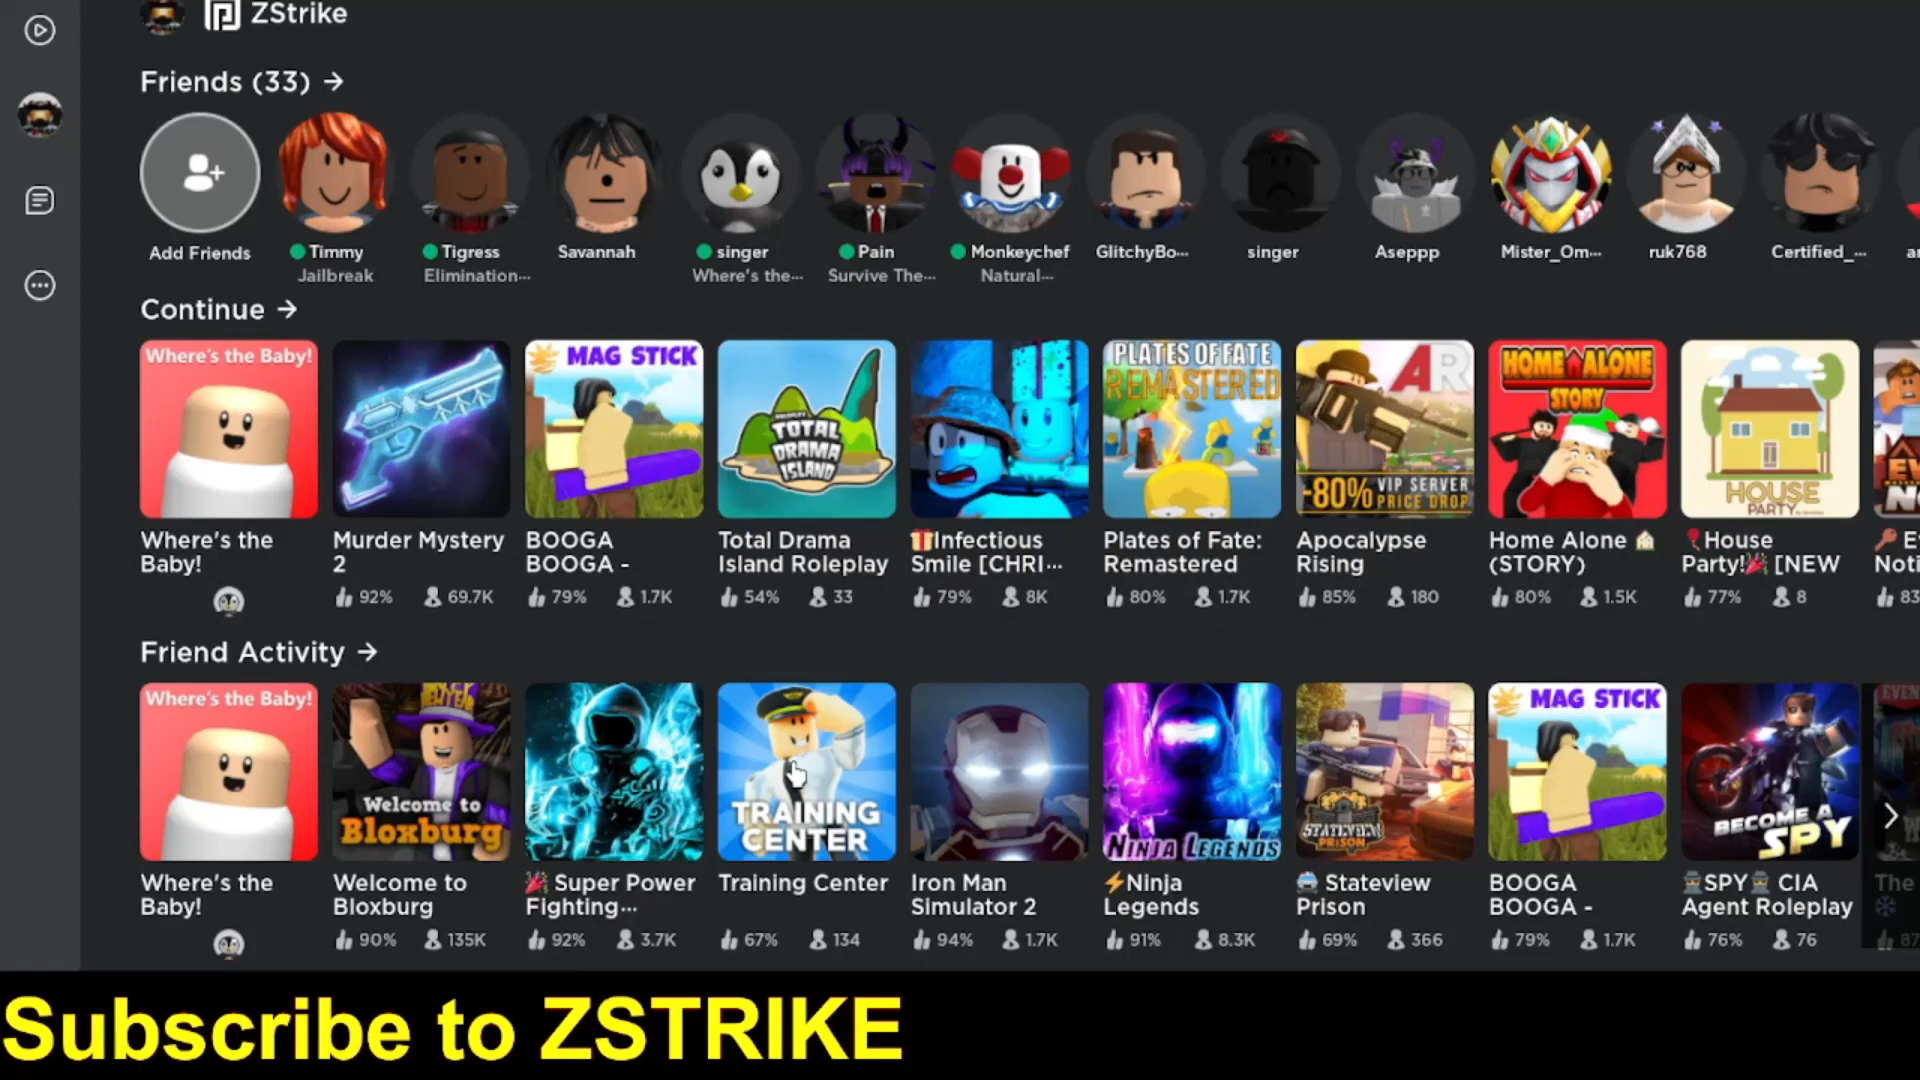 ZStrike
Friends (33) →
Add Friends
Timmy
Jailbreak
Tigress
Elimination...
Savannah
singer
Where's the...
Pain
Survive The...
Monkeychef
Natural...
GlitchyBo...
singer
Aseppp
Mister_Om...
ruk768
Certified_...
Continue →
Where's the Baby!
MAG STICK
TOTAL
DRAMA
ISLAND
PLATES OF FATE
REMASTERED
AR
-80% VIP SERVER
PRICE DROP
HOME ALONE
STORY
HOUSE
PARTY
Where's the
Baby!
Murder Mystery
2
92% 69.7K
BOOGA
BOOGA -
79% 1.7K
Total Drama
Island Roleplay
54% 33
🎁Infectious
Smile [CHRI...
79% 8K
Plates of Fate:
Remastered
80% 1.7K
Apocalypse
Rising
85% 180
Home Alone 🏠
(STORY)
80% 1.5K
🎈House
Party!🎉 [NEW
77% 8
Friend Activity →
Where's the Baby!
Welcome to
Bloxburg
TRAINING
CENTER
NINJA LEGENDS
STATEVIEW
PRISON
MAG STICK
BECOME A
SPY
Where's the
Baby!
Welcome to
Bloxburg
90% 135K
🎉 Super Power
Fighting...
92% 3.7K
Training Center
67% 134
Iron Man
Simulator 2
94% 1.7K
⚡Ninja
Legends
91% 8.3K
🚔 Stateview
Prison
69% 366
BOOGA
BOOGA -
79% 1.7K
🕵SPY🕵 CIA
Agent Roleplay
76% 76
The
Subscribe to ZSTRIKE